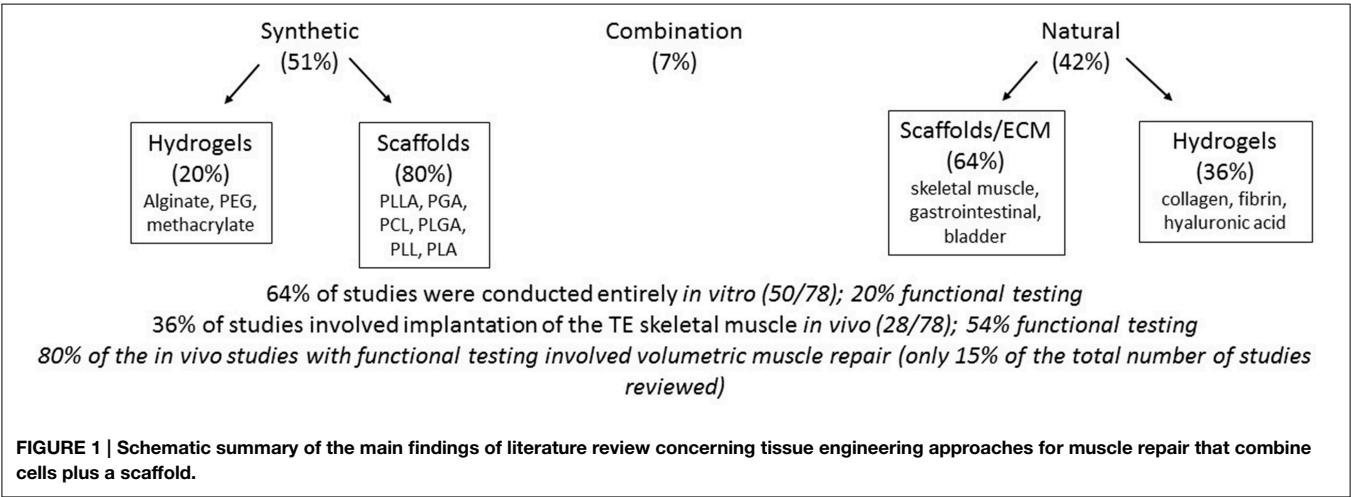 Synthetic
(51%)
Combination
(7%)
Natural
(42%)
Hydrogels
(20%)
Alginate, PEG,
methacrylate
Scaffolds
(80%)
PLLA, PGA,
PCL, PLGA,
PLL, PLA
Scaffolds/ECM
(64%)
skeletal muscle,
gastrointestinal,
bladder
Hydrogels
(36%)
collagen, fibrin,
hyaluronic acid
64% of studies were conducted entirely in vitro (50/78); 20% functional testing
36% of studies involved implantation of the TE skeletal muscle in vivo (28/78); 54% functional testing
80% of the in vivo studies with functional testing involved volumetric muscle repair (only 15% of the total number of studies
reviewed)
FIGURE 1 | Schematic summary of the main findings of literature review concerning tissue engineering approaches for muscle repair that combine
cells plus a scaffold.